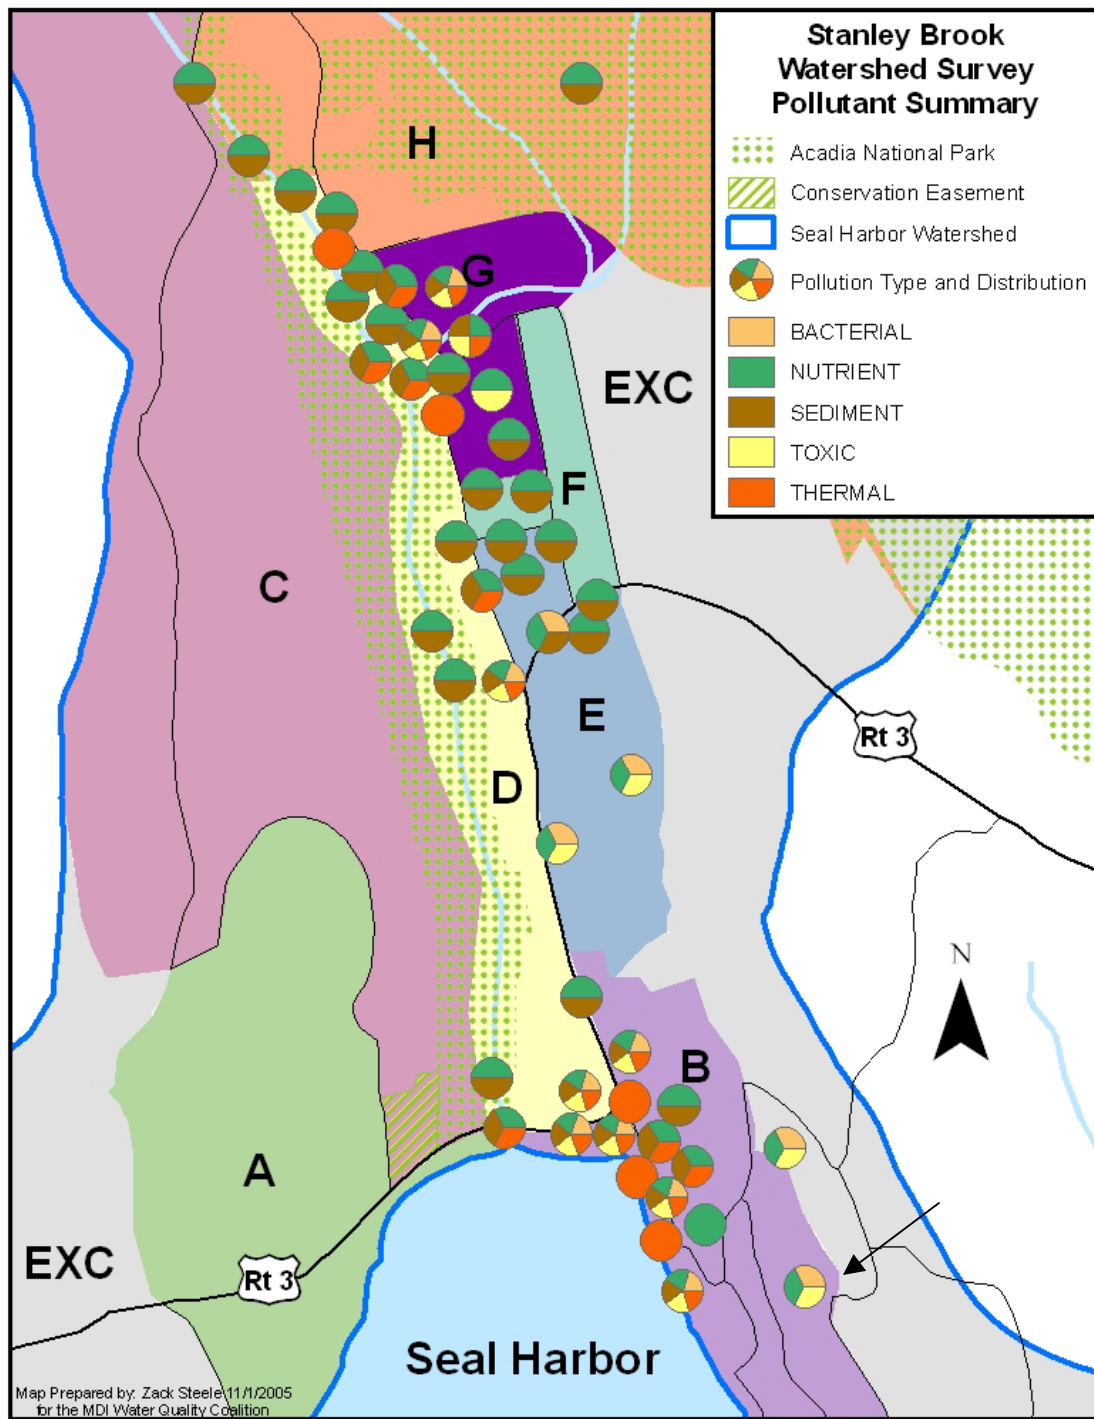 Stanley Brook
Watershed Survey
Pollutant Summary
Acadia National Park
Conservation Easement
Seal Harbor Watershed
Pollution Type and Distribution
BACTERIAL
NUTRIENT
SEDIMENT
TOXIC
THERMAL
H
G
EXC
F
C
E
Rt 3
D
N
B
A
EXC
Rt 3
Seal Harbor
Map Prepared by: Zack Steele 11/1/2005
for the MDI Water Quality Coalition